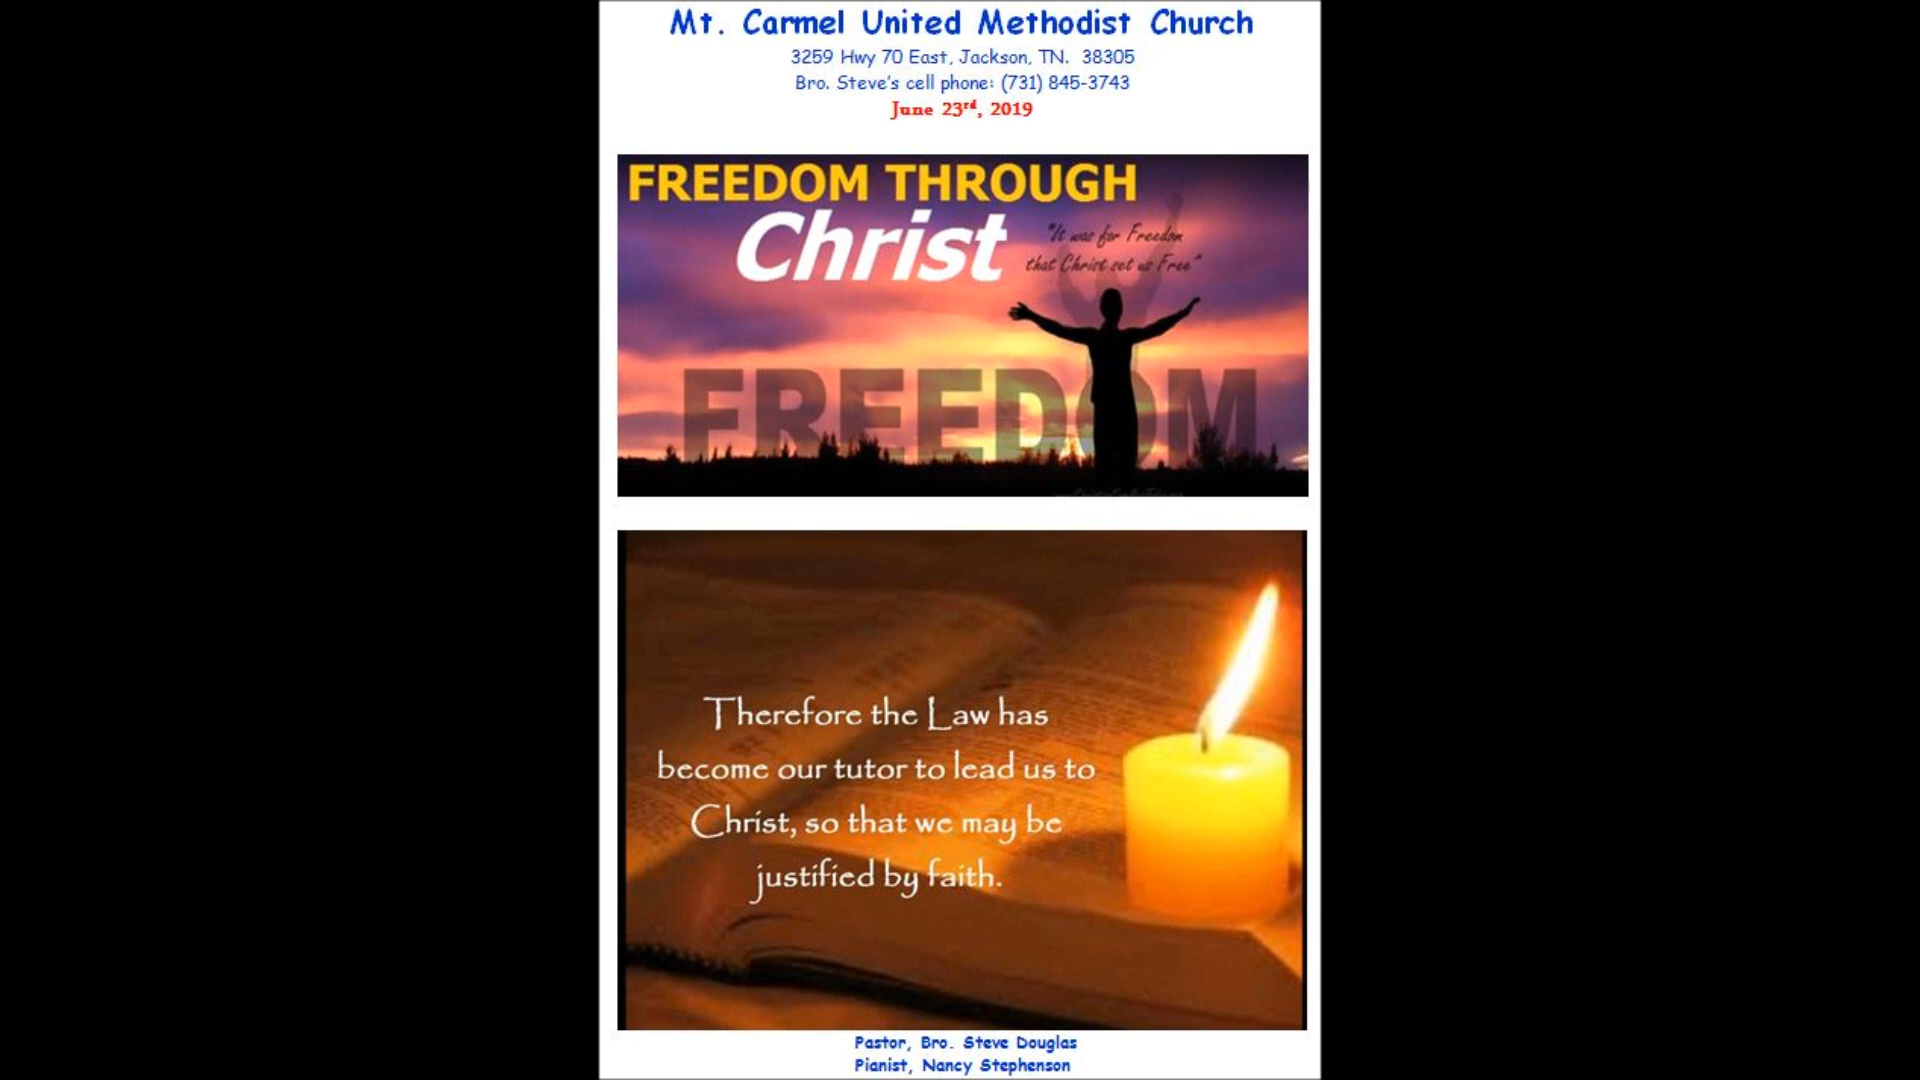 Mt. Carmel United Methodist Church
3259 Hwy 70 East, Jackson, TN. 38305
Bro. Steve's cell phone: (731) 845-3743
June 23rd, 2019
FREEDOM THROUGH
Christ
"It was for Freedom
that Christ set us Free"
FREEDOM
Therefore the Law has
become our tutor to lead us to
Christ, so that we may be
justified by faith.
Pastor, Bro. Steve Douglas
Pianist, Nancy Stephenson